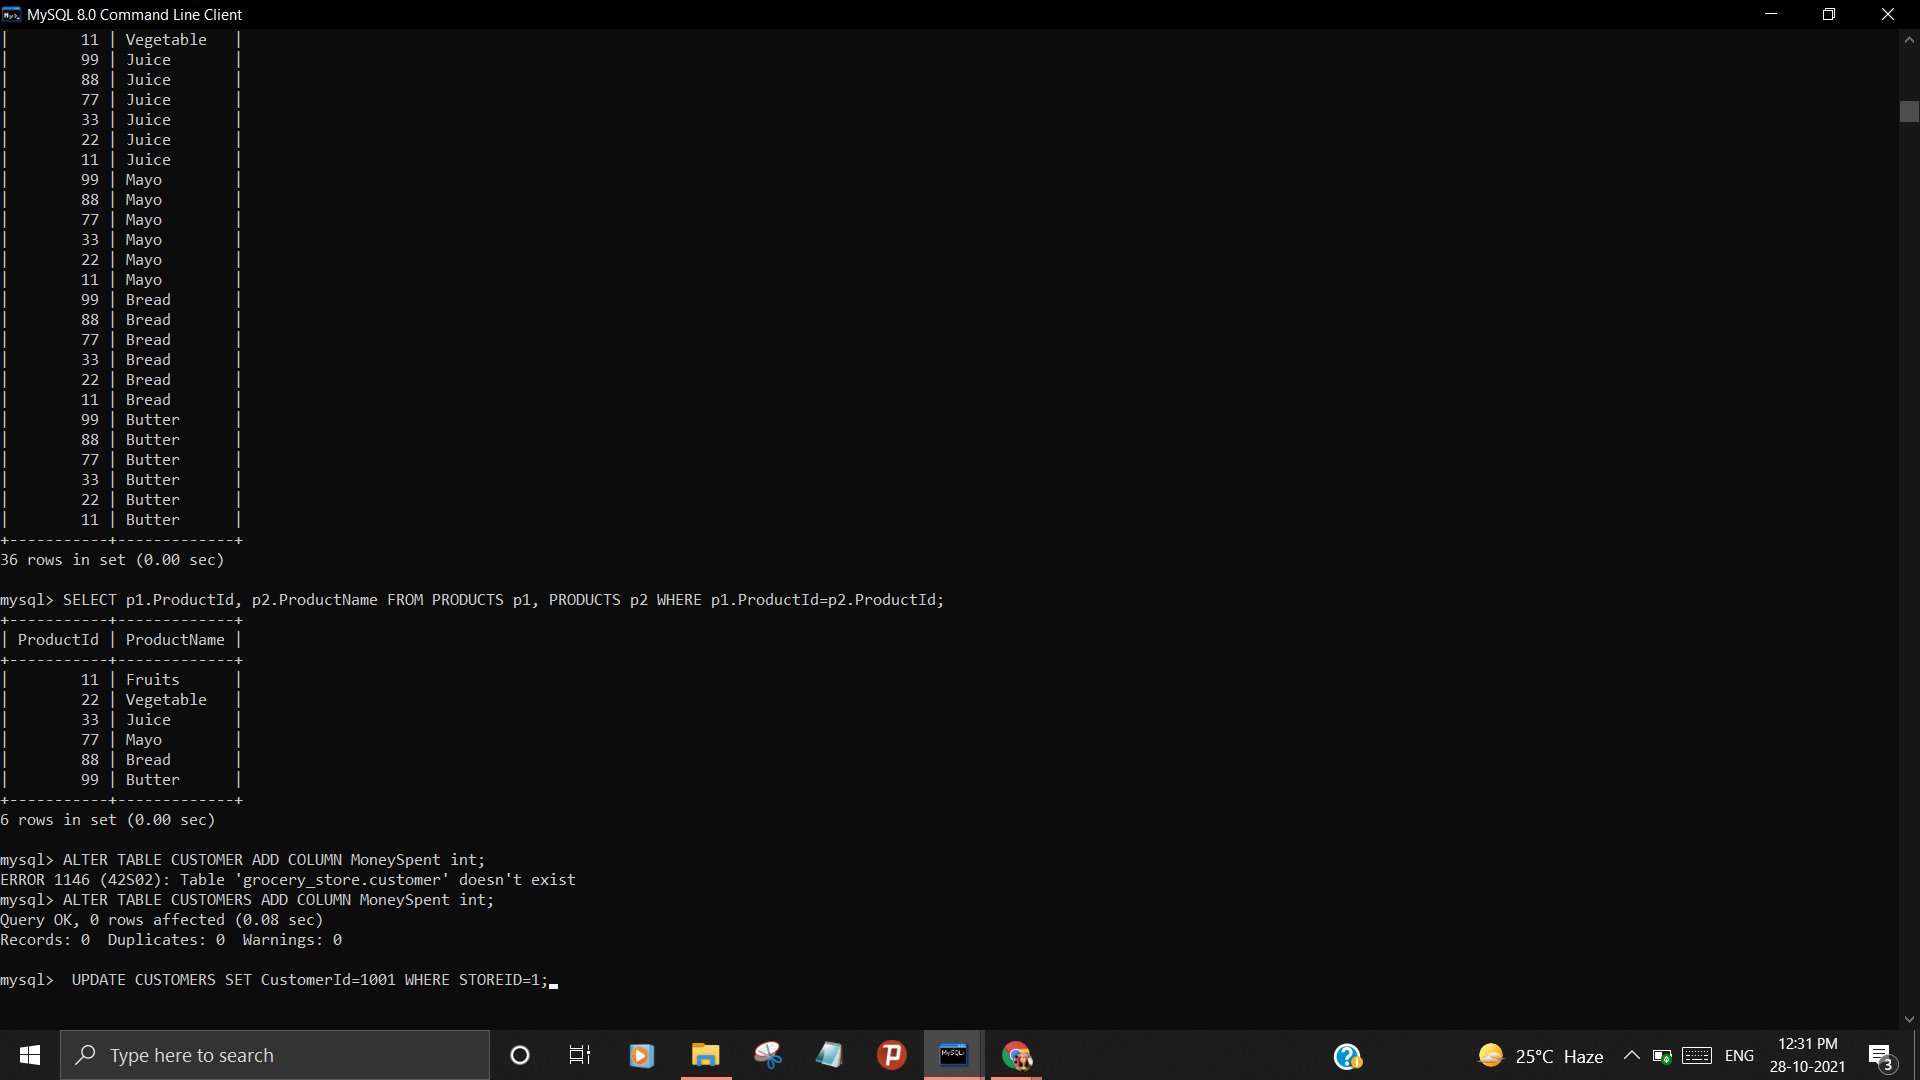 MySQL 8.0 Command Line Client
|        11 | Vegetable   |
|        99 | Juice       |
|        88 | Juice       |
|        77 | Juice       |
|        33 | Juice       |
|        22 | Juice       |
|        11 | Juice       |
|        99 | Mayo        |
|        88 | Mayo        |
|        77 | Mayo        |
|        33 | Mayo        |
|        22 | Mayo        |
|        11 | Mayo        |
|        99 | Bread       |
|        88 | Bread       |
|        77 | Bread       |
|        33 | Bread       |
|        22 | Bread       |
|        11 | Bread       |
|        99 | Butter      |
|        88 | Butter      |
|        77 | Butter      |
|        33 | Butter      |
|        22 | Butter      |
|        11 | Butter      |
+-----------+-------------+
36 rows in set (0.00 sec)
mysql> SELECT p1.ProductId, p2.ProductName FROM PRODUCTS p1, PRODUCTS p2 WHERE p1.ProductId=p2.ProductId;
+-----------+-------------+
| ProductId | ProductName |
+-----------+-------------+
|        11 | Fruits      |
|        22 | Vegetable   |
|        33 | Juice       |
|        77 | Mayo        |
|        88 | Bread       |
|        99 | Butter      |
+-----------+-------------+
6 rows in set (0.00 sec)
mysql> ALTER TABLE CUSTOMER ADD COLUMN MoneySpent int;
ERROR 1146 (42S02): Table 'grocery_store.customer' doesn't exist
mysql> ALTER TABLE CUSTOMERS ADD COLUMN MoneySpent int;
Query OK, 0 rows affected (0.08 sec)
Records: 0  Duplicates: 0  Warnings: 0
mysql>  UPDATE CUSTOMERS SET CustomerId=1001 WHERE STOREID=1;
Type here to search
MySQL
25°C Haze
ENG
12:31 PM
28-10-2021
3